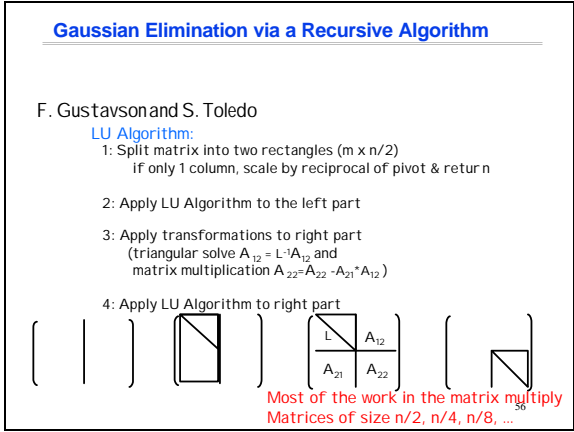 Gaussian Elimination via a Recursive Algorithm
F. Gustavson and S. Toledo
LU Algorithm:
1: Split matrix into two rectangles (m x n/2)
if only 1 column, scale by reciprocal of pivot & return
2: Apply LU Algorithm to the left part
3: Apply transformations to right part
(triangular solve A₁₂ = L⁻¹A₁₂ and
matrix multiplication A₂₂=A₂₂ -A₂₁*A₁₂ )
4: Apply LU Algorithm to right part
L A₁₂
A₂₁ A₂₂
Most of the work in the matrix multiply
Matrices of size n/2, n/4, n/8, ...
56